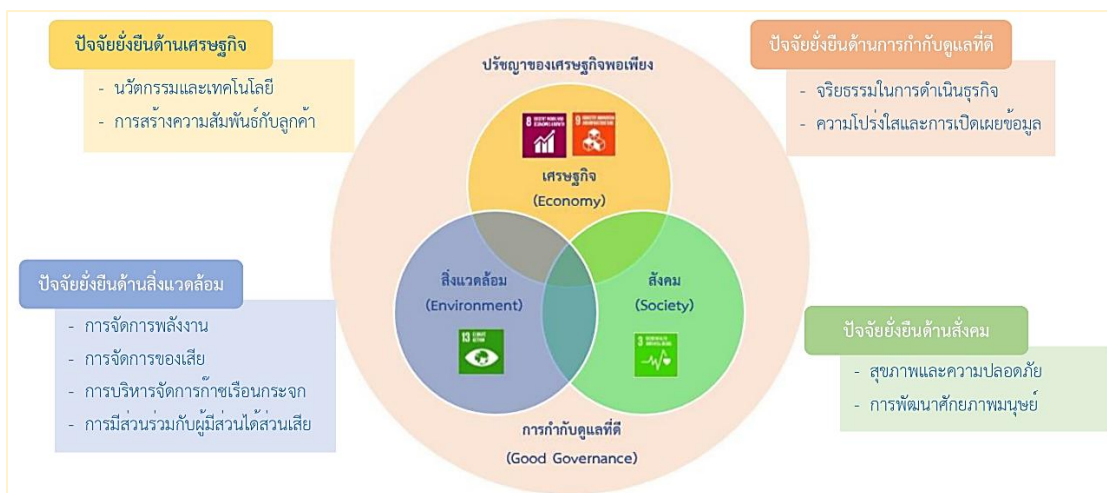 ปัจจัยยั่งยืนด้านเศรษฐกิจ
- นวัตกรรมและเทคโนโลยี
- การสร้างความสัมพันธ์กับลูกค้า
ปัจจัยยั่งยืนด้านการกำกับดูแลที่ดี
- จริยธรรมในการดำเนินธุรกิจ
- ความโปร่งใสและการเปิดเผยข้อมูล
ปรัชญาของเศรษฐกิจพอเพียง
8 DECENT WORK AND
ECONOMIC GROWTH
9
เศรษฐกิจ
(Economy)
ปัจจัยยั่งยืนด้านสิ่งแวดล้อม
- การจัดการพลังงาน
- การจัดการของเสีย
- การบริหารจัดการก๊าซเรือนกระจก
- การมีส่วนร่วมกับผู้มีส่วนได้ส่วนเสีย
สิ่งแวดล้อม
(Environment)
13 CLIMATE
ACTION
สังคม
(Society)
3
ปัจจัยยั่งยืนด้านสังคม
- สุขภาพและความปลอดภัย
- การพัฒนาศักยภาพมนุษย์
การกำกับดูแลที่ดี
(Good Governance)